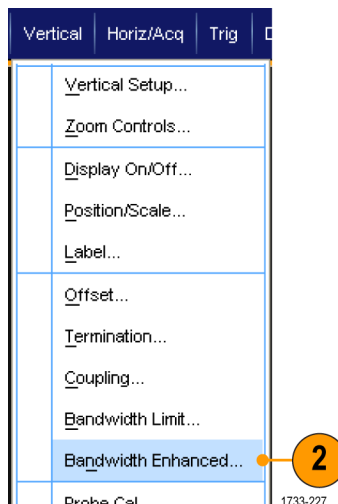 Vertical Horiz/Acq Trig
Vertical Setup...
Zoom Controls...
Display On/Off...
Position/Scale...
Label...
Offset...
Termination...
Coupling...
Bandwidth Limit...
Bandwidth Enhanced...
2
Probe Cal
1733-227